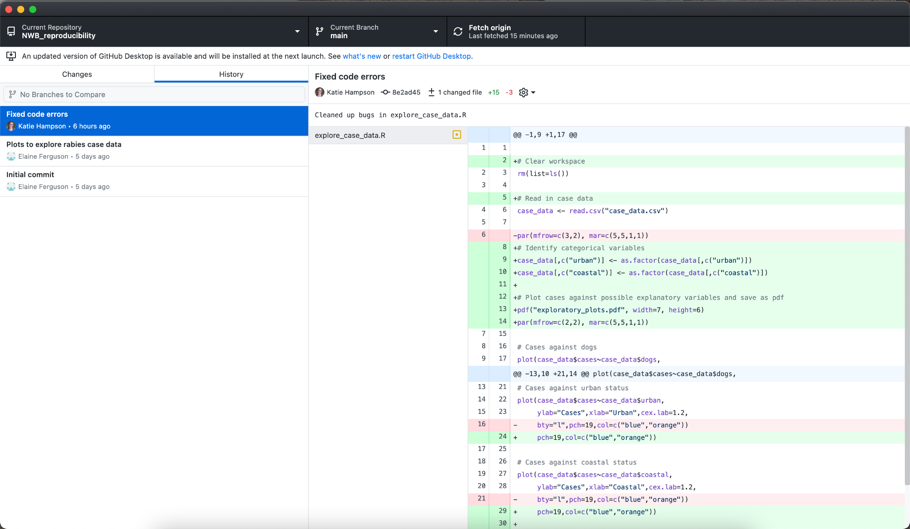 Current Repository
NWB_reproducibility
Current Branch
main
Fetch origin
Last fetched 15 minutes ago
An updated version of GitHub Desktop is available and will be installed at the next launch. See what's new or restart GitHub Desktop.
Changes
History
No Branches to Compare
Fixed code errors
Katie Hampson • 6 hours ago
Plots to explore rabies case data
Elaine Ferguson • 5 days ago
Initial commit
Elaine Ferguson • 5 days ago
Fixed code errors
Katie Hampson 8e2ad45 1 changed file +15 -3
Cleaned up bugs in explore_case_data.R
explore_case_data.R
@@ -1,9 +1,17 @@
1 1
2 +# Clear workspace
2 3 rm(list=ls())
3 4
5 +# Read in case data
4 6 case_data <- read.csv("case_data.csv")
5 7
6 -par(mfrow=c(3,2), mar=c(5,5,1,1))
8 +# Identify categorical variables
9 +case_data[,c("urban")] <- as.factor(case_data[,c("urban")])
10 +case_data[,c("coastal")] <- as.factor(case_data[,c("coastal")])
11 +
12 +# Plot cases against possible explanatory variables and save as pdf
13 +pdf("exploratory_plots.pdf", width=7, height=6)
14 +par(mfrow=c(2,2), mar=c(5,5,1,1))
7 15
8 16 # Cases against dogs
9 17 plot(case_data$cases~case_data$dogs,
@@ -13,10 +21,14 @@ plot(case_data$cases~case_data$dogs,
13 21 # Cases against urban status
14 22 plot(case_data$cases~case_data$urban,
15 23 ylab="Cases",xlab="Urban",cex.lab=1.2,
16 - bty="l",pch=19,col=c("blue","orange"))
24 + pch=19,col=c("blue","orange"))
17 25
18 26 # Cases against coastal status
19 27 plot(case_data$cases~case_data$coastal,
20 28 ylab="Cases",xlab="Coastal",cex.lab=1.2,
21 - bty="l",pch=19,col=c("blue","orange"))
29 + pch=19,col=c("blue","orange"))
30 +